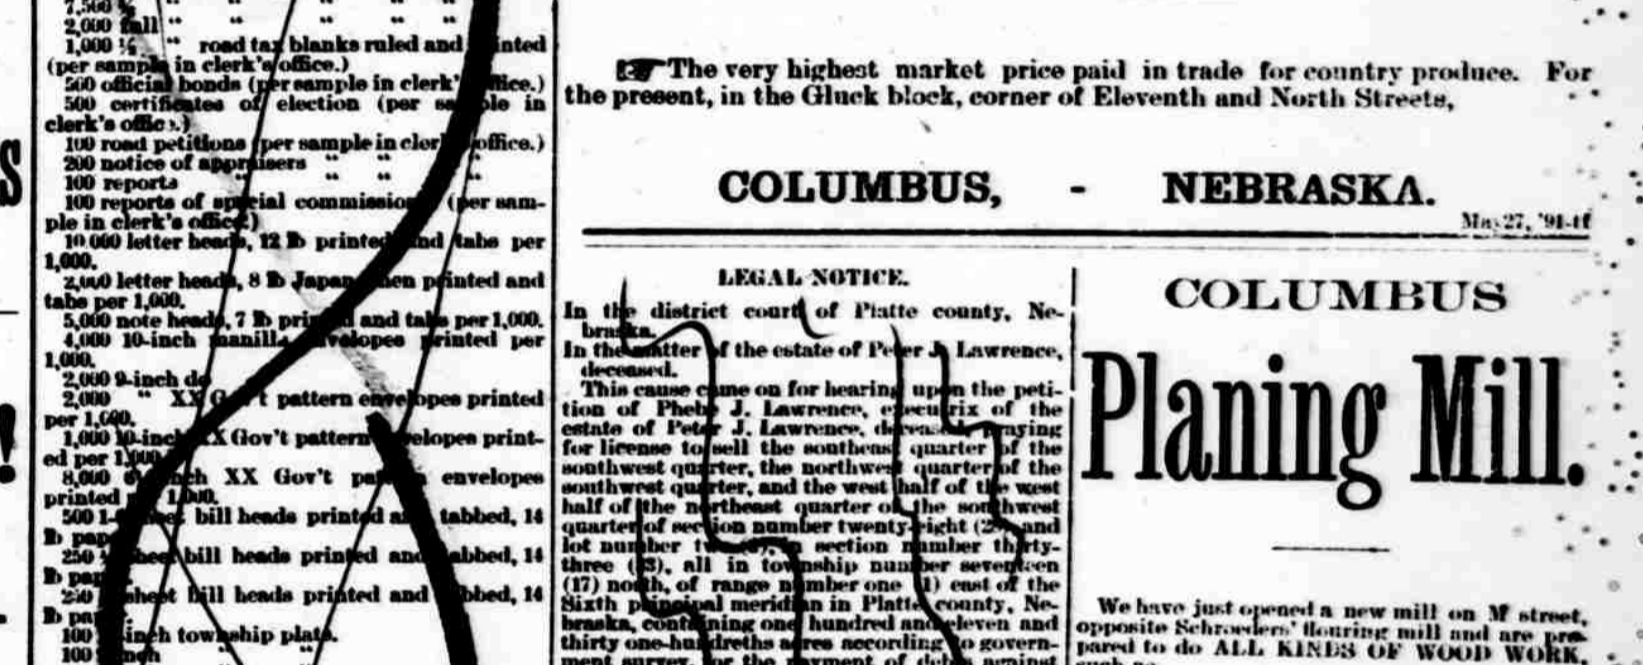 2,000 full “ “ “ “ “
1,000 ½ “ road tax blanks ruled and printed
(per sample in clerk's office.)
500 official bonds (per sample in clerk's office.)
500 certificates of election (per sample in
clerk's office.)
100 road petitions (per sample in clerk's office.)
200 notice of appraisers “ “ “
100 reports “ “ “ “
100 reports of special commissioner (per sam-
ple in clerk's office.)
10 000 letter heads, 12 lb printed and tabs per
1,000.
2,000 letter heads, 8 lb Japan linen printed and
tabs per 1,000.
5,000 note heads, 7 lb printed and tabs per 1,000.
4,000 10-inch manilla envelopes printed per
1,000.
2,000 9-inch do
2,000 “ XX Gov't pattern envelopes printed
per 1,000.
1,000 10-inch XX Gov't pattern envelopes print-
ed per 1,000
8,000 inch XX Gov't pattern envelopes
printed per 1,000.
500 sheet bill heads printed and tabbed, 14
lb paper
250 sheet bill heads printed and tabbed, 14
lb paper
250 sheet bill heads printed and tabbed, 14
lb paper
100 inch township plats.
100 inch “ “
The very highest market price paid in trade for country produce. For
the present, in the Gluck block, corner of Eleventh and North Streets,
COLUMBUS, - NEBRASKA.
May 27, '91-tf
LEGAL NOTICE.
In the district court of Platte county, Ne-
braska.
In the matter of the estate of Peter J. Lawrence,
deceased.
This cause came on for hearing upon the peti-
tion of Phebe J. Lawrence, executrix of the
estate of Peter J. Lawrence, deceased, praying
for license to sell the southeast quarter of the
southwest quarter, the northwest quarter of the
southwest quarter, and the west half of the west
half of the northeast quarter of the southwest
quarter of section number twenty-eight (28) and
lot number in section number thirty-
three (33), all in township number seventeen
(17) north, of range number one (1) east of the
Sixth principal meridian in Platte county, Ne-
braska, containing one hundred and eleven and
thirty one-hundreths acres according to govern-
ment survey, for the payment of debts against
COLUMBUS
Planing Mill.
We have just opened a new mill on M street,
opposite Schroeders' flouring mill and are pre-
pared to do ALL KINDS OF WOOD WORK,
such as